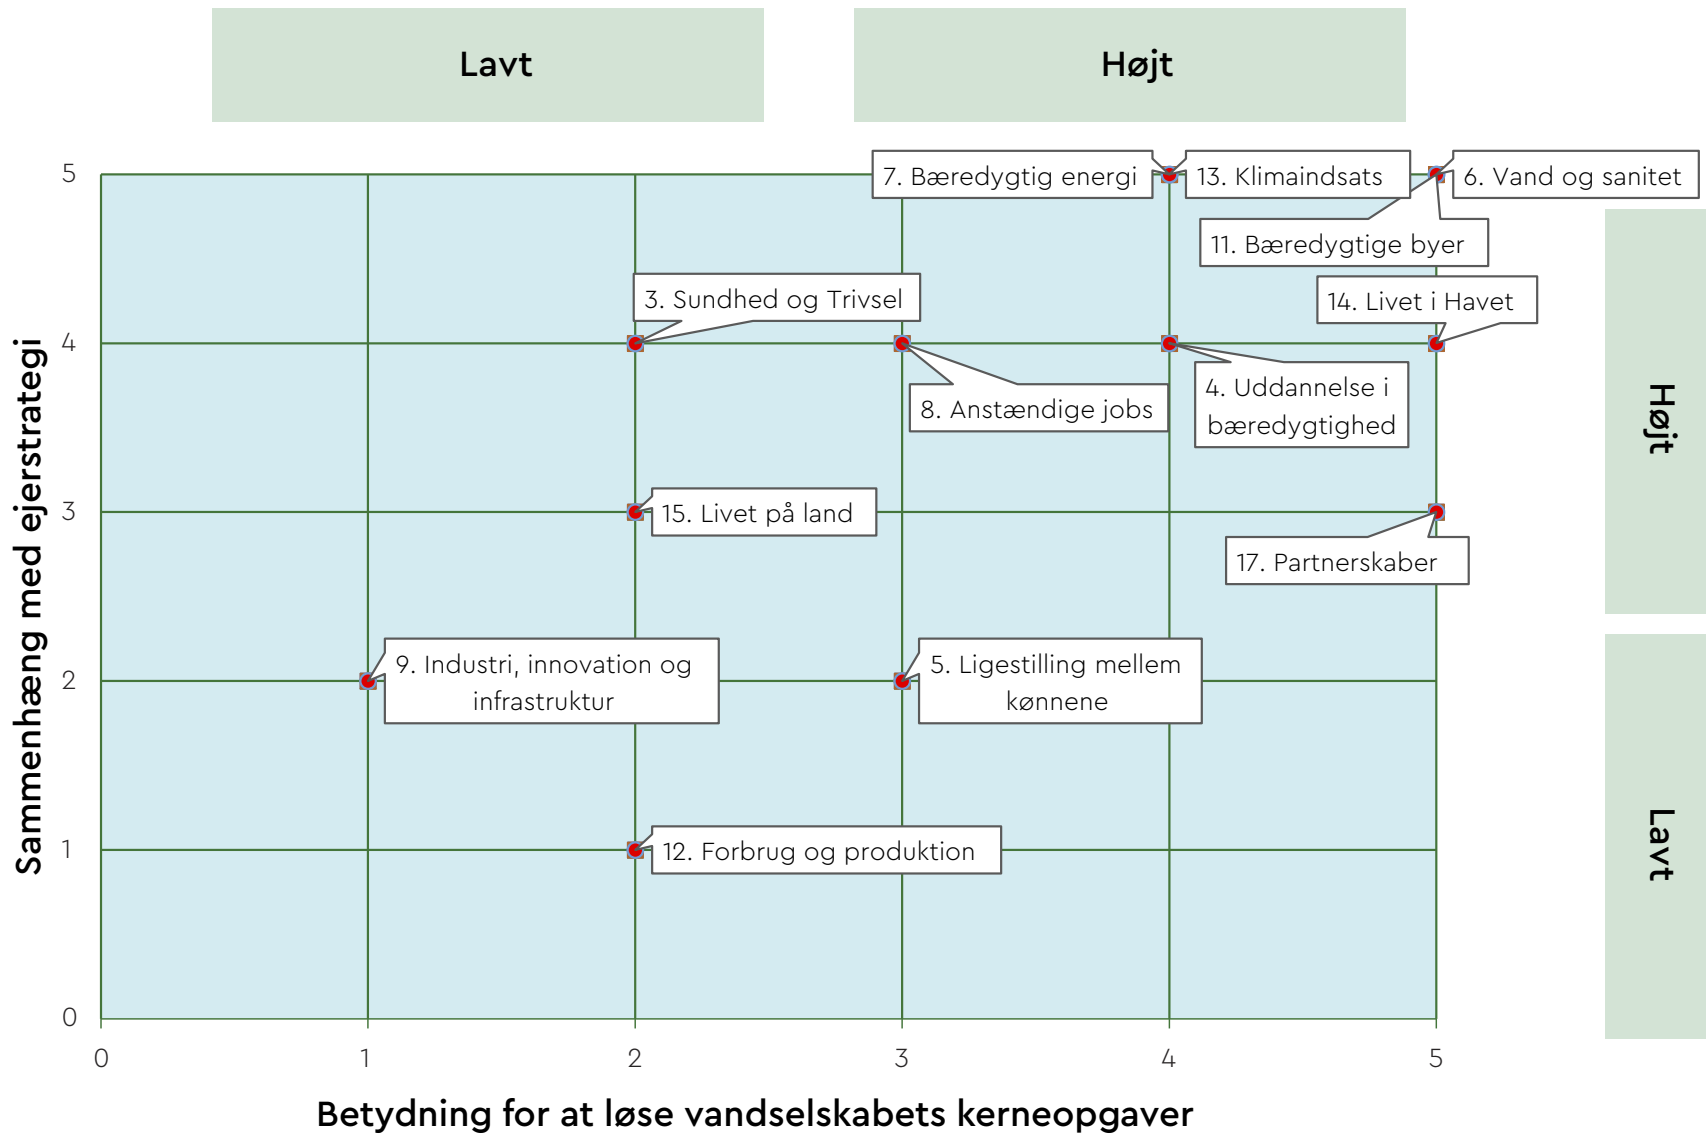 Lavt
Højt
5
7. Bæredygtig energi
13. Klimaindsats
6. Vand og sanitet
11. Bæredygtige byer
3. Sundhed og Trivsel
14. Livet i Havet
4
8. Anstændige jobs
4. Uddannelse i
bæredygtighed
Højt
3
15. Livet på land
17. Partnerskaber
Sammenhæng med ejerstrategi
2
9. Industri, innovation og
infrastruktur
5. Ligestilling mellem
kønnene
1
12. Forbrug og produktion
Lavt
0
0
1
2
3
4
5
Betydning for at løse vandselskabets kerneopgaver